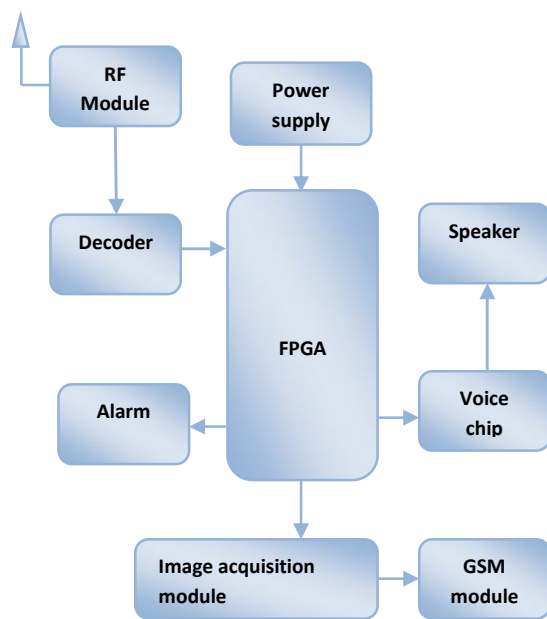 RF
Module
Power
supply
Decoder
Speaker
FPGA
Alarm
Voice
chip
Image acquisition
module
GSM
module